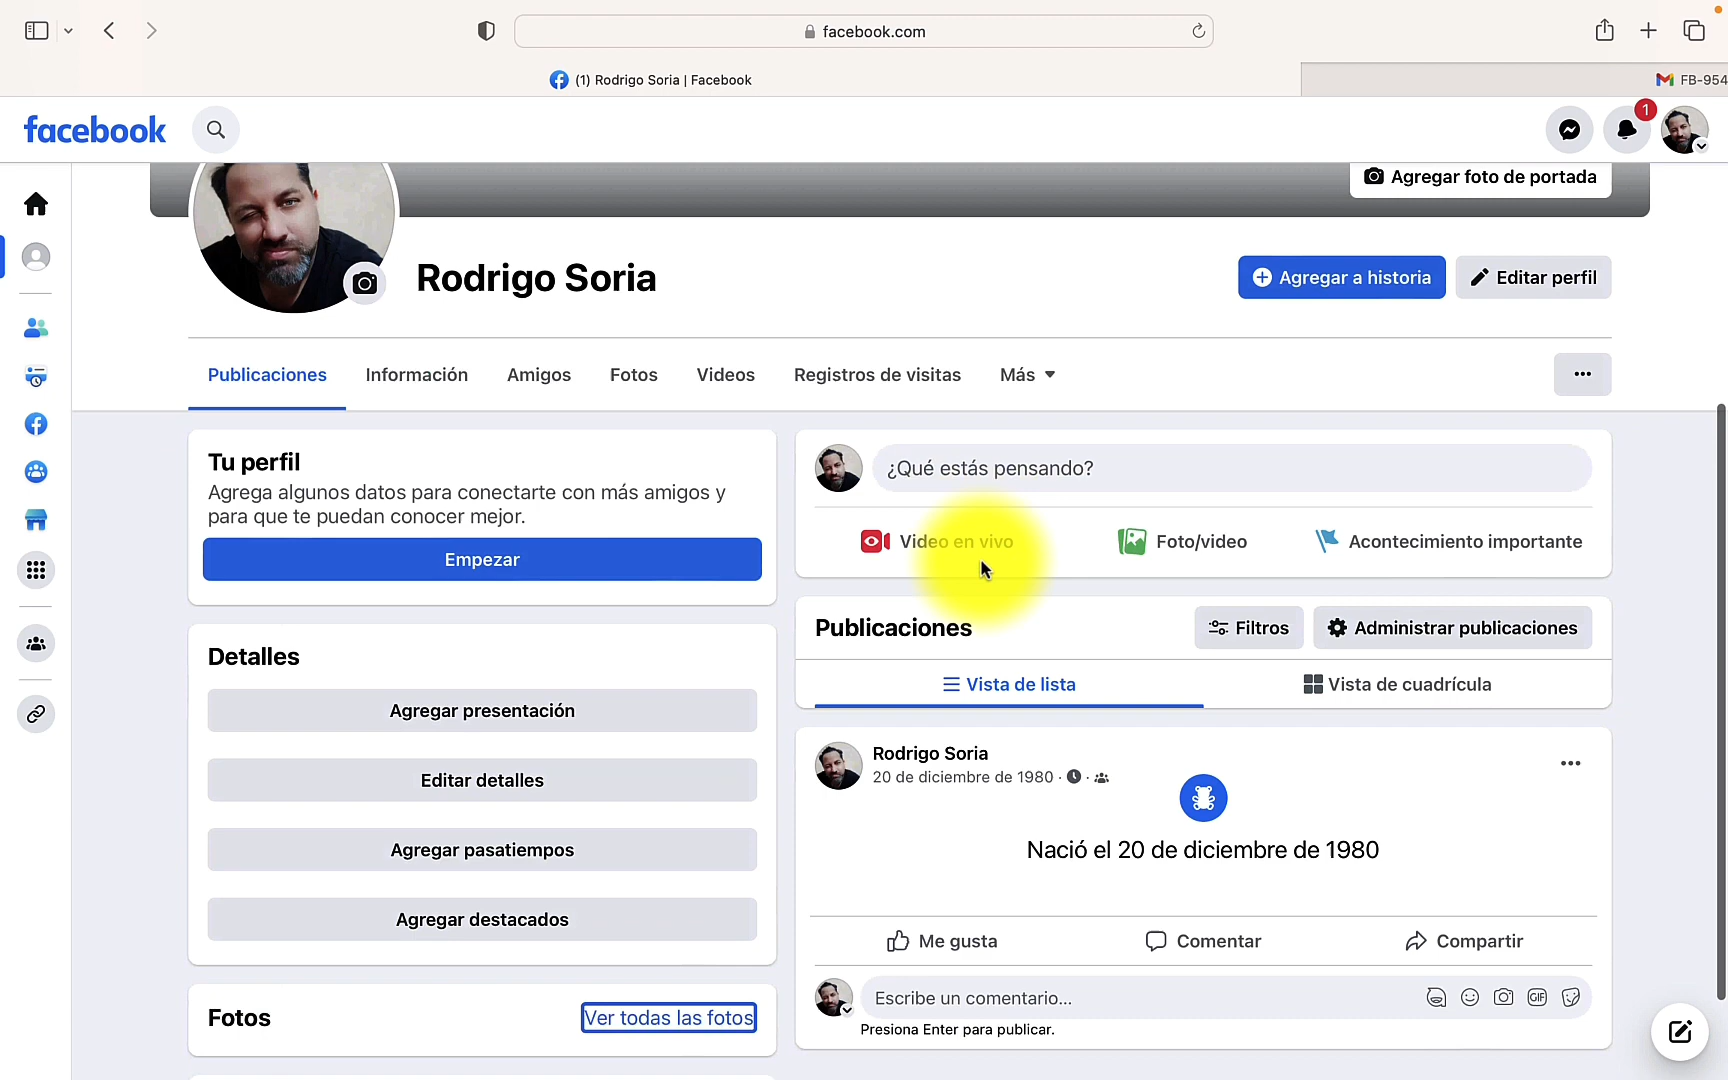 facebook.com
(1) Rodrigo Soria | Facebook
FB-954
facebook
1
Agregar foto de portada
Rodrigo Soria
Agregar a historia
Editar perfil
Publicaciones
Información
Amigos
Fotos
Videos
Registros de visitas
Más
Tu perfil
Agrega algunos datos para conectarte con más amigos y
para que te puedan conocer mejor.
Empezar
Detalles
Agregar presentación
Editar detalles
Agregar pasatiempos
Agregar destacados
Fotos
Ver todas las fotos
¿Qué estás pensando?
Video en vivo
Foto/video
Acontecimiento importante
Publicaciones
Filtros
Administrar publicaciones
Vista de lista
Vista de cuadrícula
Rodrigo Soria
20 de diciembre de 1980 · ·
Nació el 20 de diciembre de 1980
Me gusta
Comentar
Compartir
Escribe un comentario...
GIF
Presiona Enter para publicar.